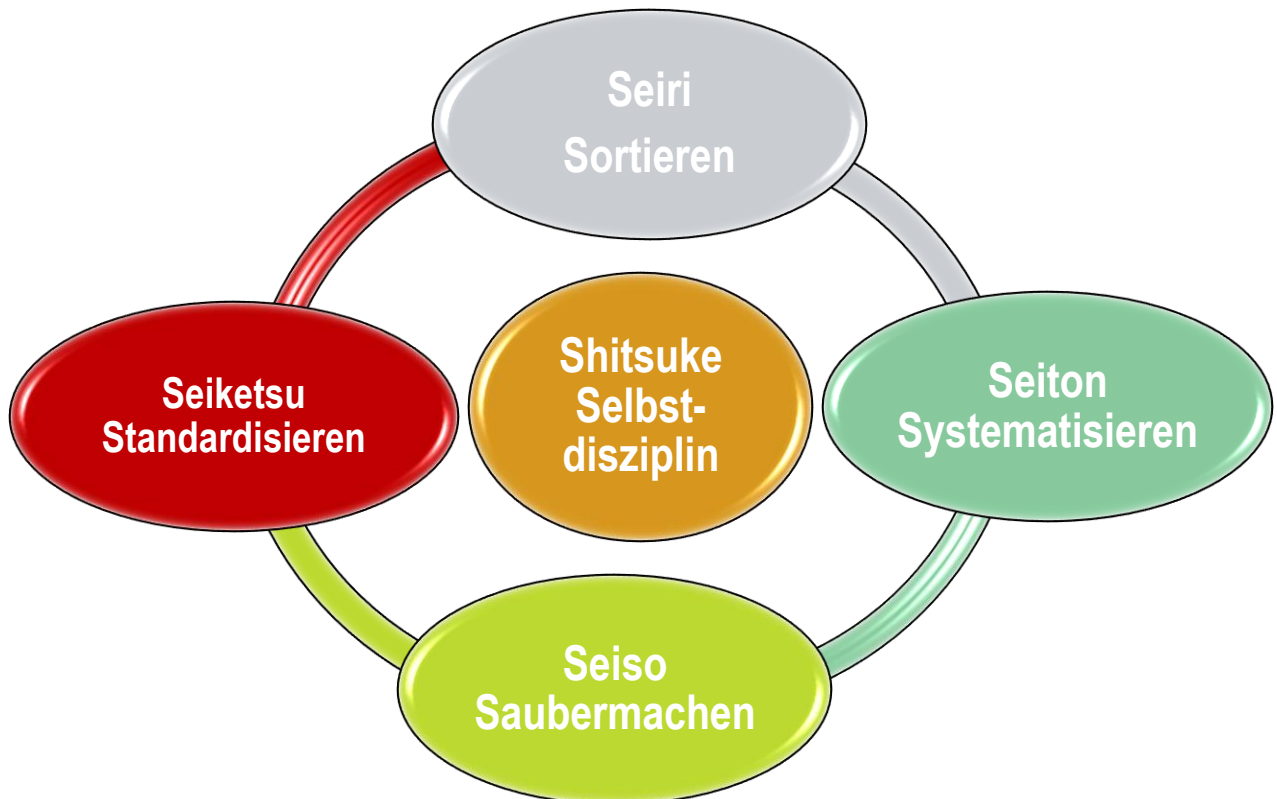 Seiri
Sortieren
Shitsuke
Selbst-
disziplin
Seiketsu
Standardisieren
Seiton
Systematisieren
Seiso
Saubermachen